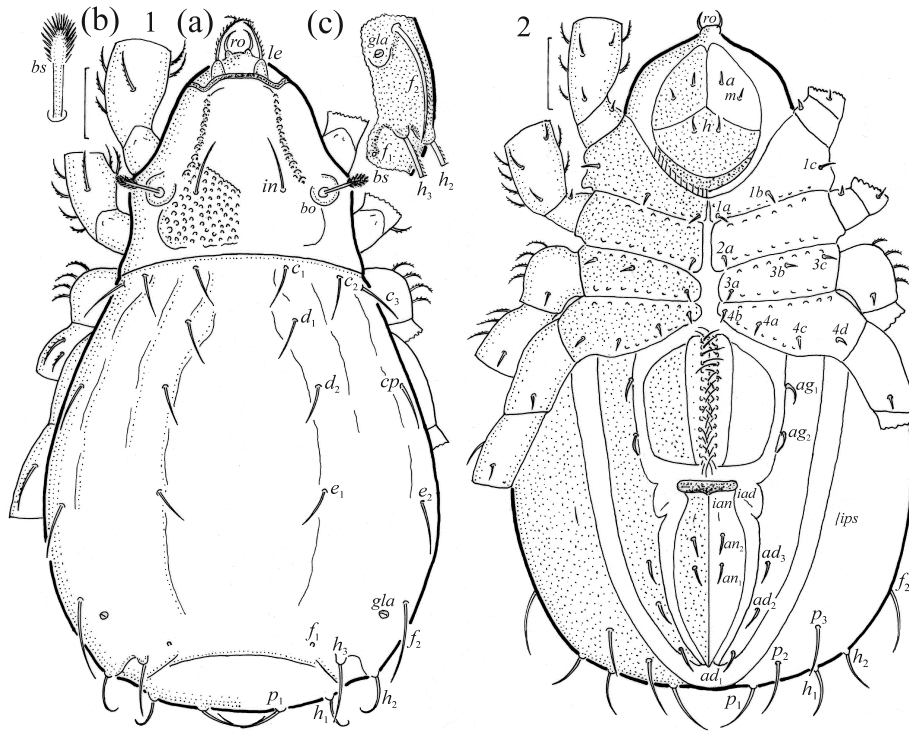 (b) 1 (a) (c) 2
bs
ro
le
gla
f2
f1
bs
h3 h2
in
bo
c1
c2
c3
d1
d2
cp
e1
e2
gla
f1
f2
h3
h2
p1
h1
ro
a
m
h
1c
1b
1a
2a
3c
3b
3a
4b
4a
4c
4d
ag1
ag2
ian
iad
ips
an2
an1
ad3
ad2
f2
p3
h2
p2
ad1
p1
h1